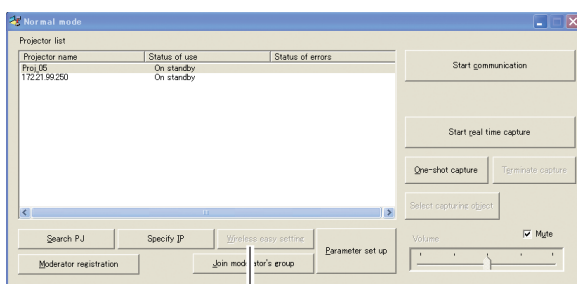 Normal mode
Projector list
Projector name Status of use Status of errors
Proj_05 On standby
172.21.99.250 On standby
Start communication
Start real time capture
One-shot capture Terminate capture
Select capturing object
Search PJ Specify IP Wireless easy setting
Parameter set up
Volume Mute
Moderator registration Join moderator's group